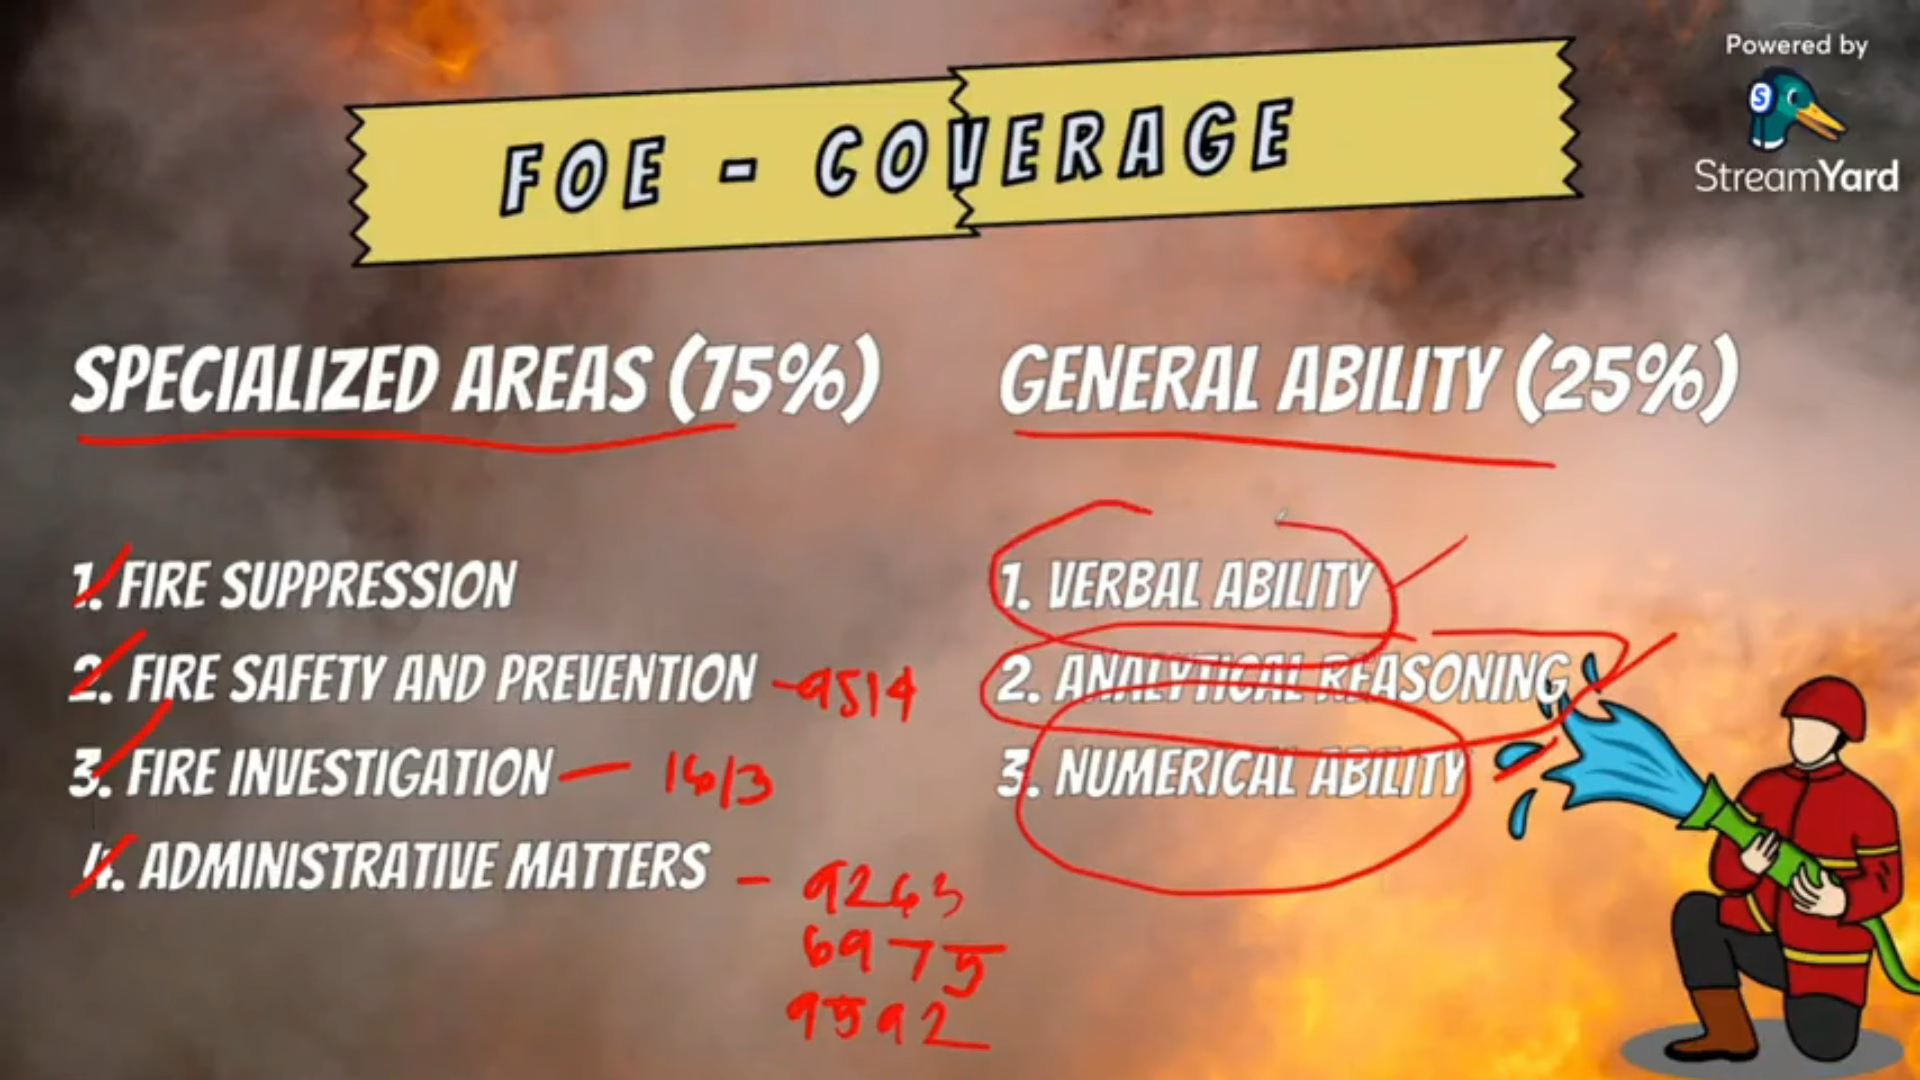 Powered by
StreamYard
FOE - COVERAGE
SPECIALIZED AREAS (75%)
1. FIRE SUPPRESSION
2. FIRE SAFETY AND PREVENTION -9514
3. FIRE INVESTIGATION — 1613
4. ADMINISTRATIVE MATTERS - 9263
6975
9592
GENERAL ABILITY (25%)
1. VERBAL ABILITY
2. ANALYTICAL REASONING
3. NUMERICAL ABILITY